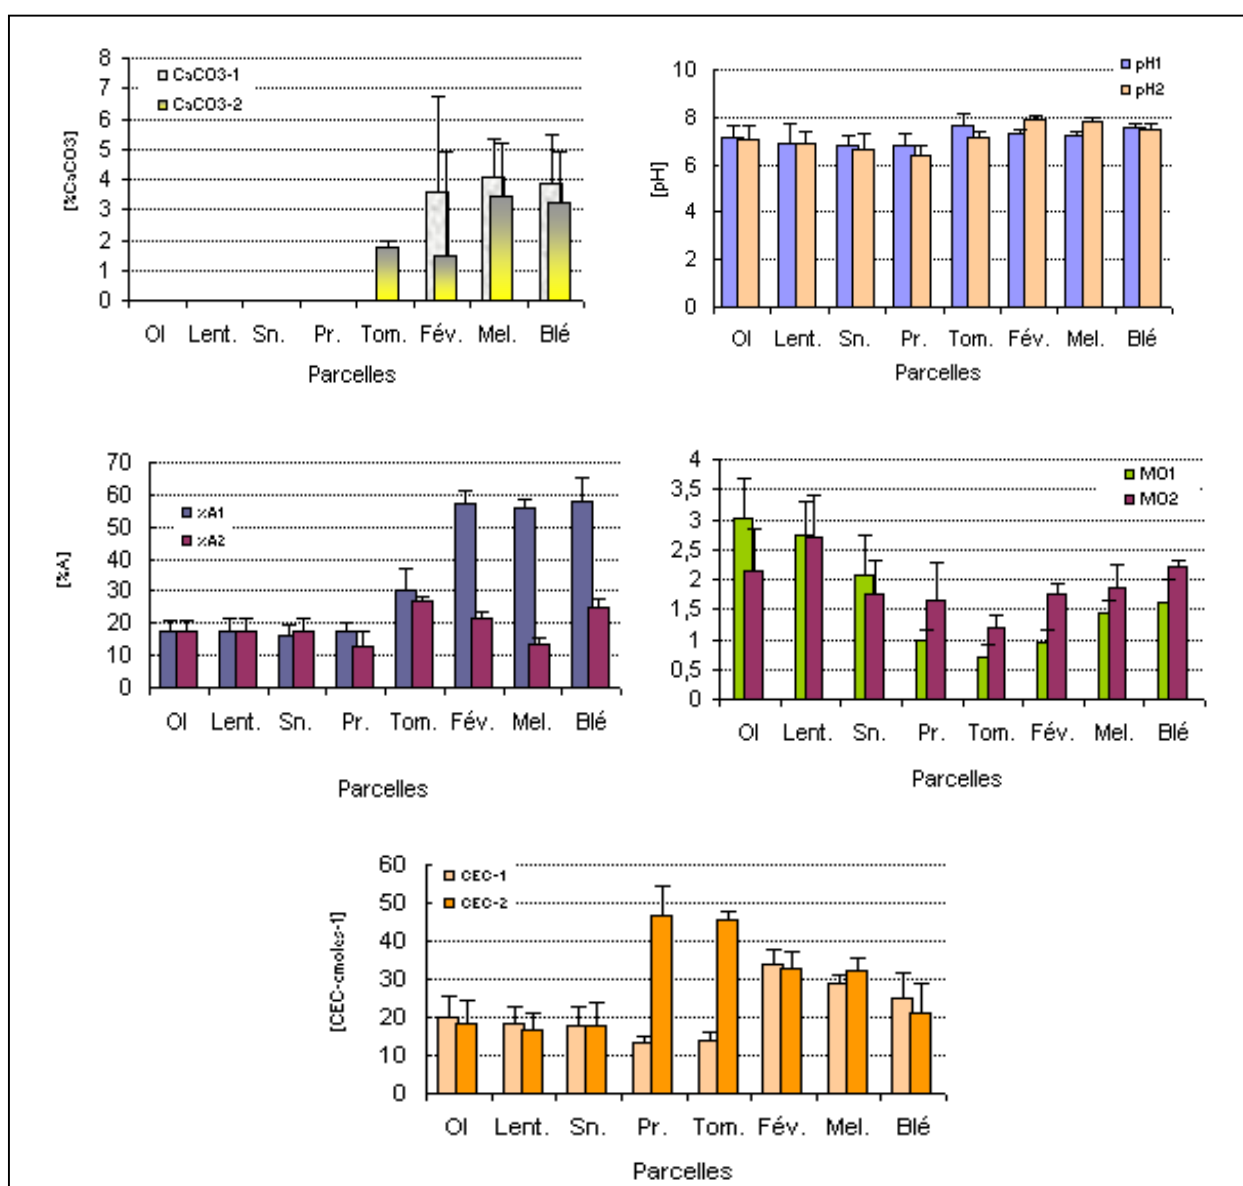 8
7
6
5
4
3
2
1
0
[%CaCO3]
CaCO3-1
CaCO3-2
Ol Lent. Sn. Pr. Tom. Fév. Mel. Blé
Parcelles
10
8
6
4
2
0
[pH]
pH1
pH2
Ol Lent. Sn. Pr. Tom. Fév. Mel. Blé
Parcelles
70
60
50
40
30
20
10
0
[%A]
%A1
%A2
Ol Lent. Sn. Pr. Tom. Fév. Mel. Blé
Parcelles
4
3,5
3
2,5
2
1,5
1
0,5
0
MO1
MO2
Ol Lent. Sn. Pr. Tom. Fév. Mel. Blé
Parcelles
60
50
40
30
20
10
0
[CEC-cmoles-1]
CEC-1
CEC-2
Ol Lent. Sn. Pr. Tom. Fév. Mel. Blé
Parcelles